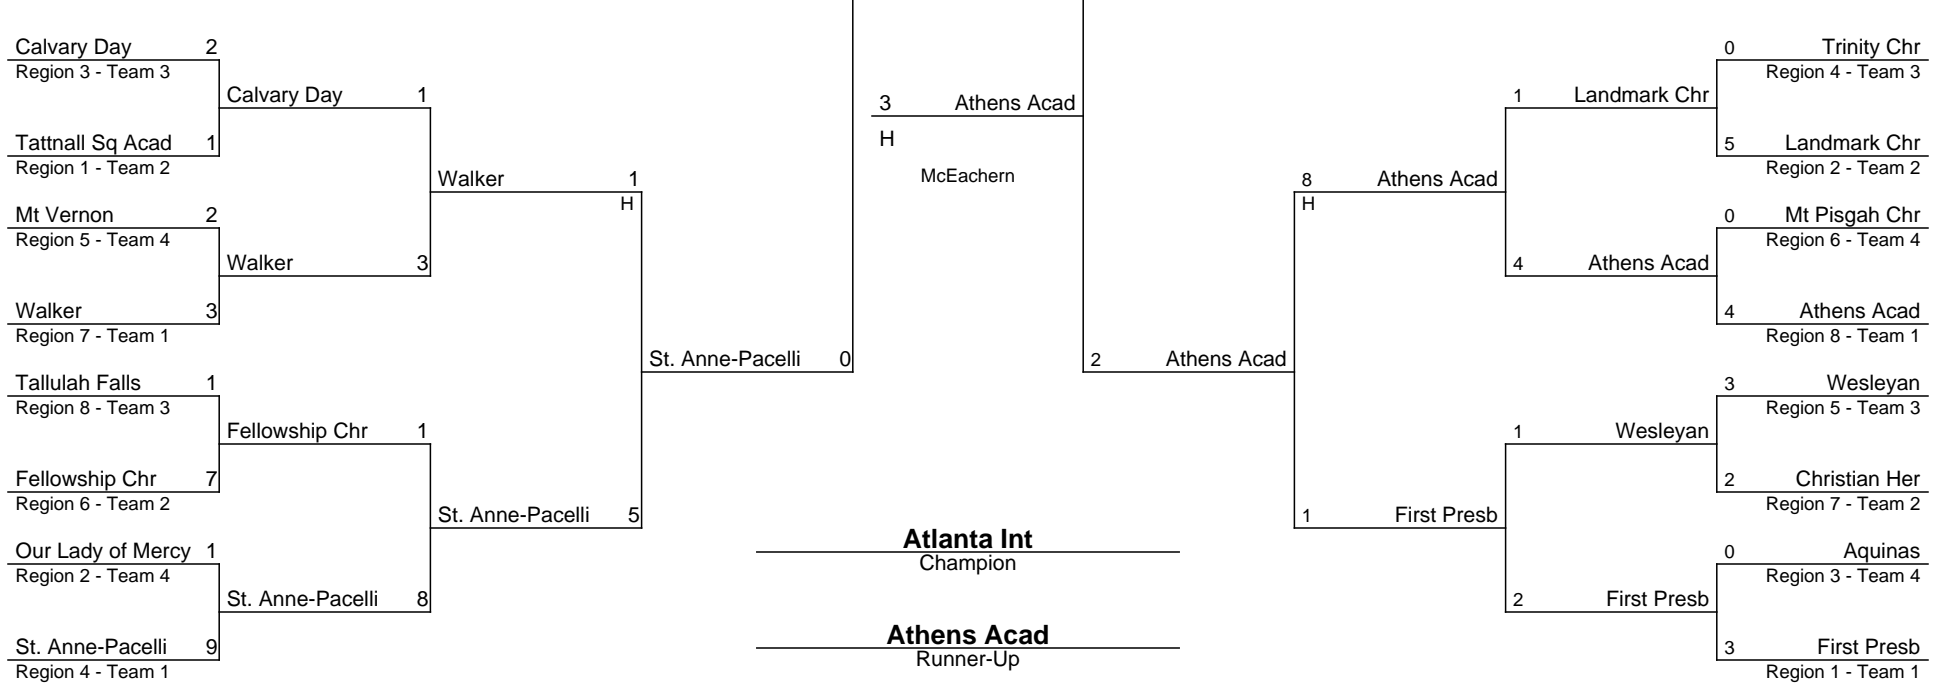 Calvary Day 2
Region 3 - Team 3
Calvary Day 1
Tattnall Sq Acad 1
Region 1 - Team 2
Walker 1
H
Mt Vernon 2
Region 5 - Team 4
Walker 3
Walker 3
Region 7 - Team 1
St. Anne-Pacelli 0
Tallulah Falls 1
Region 8 - Team 3
Fellowship Chr 1
Fellowship Chr 7
Region 6 - Team 2
St. Anne-Pacelli 5
Our Lady of Mercy 1
Region 2 - Team 4
St. Anne-Pacelli 8
St. Anne-Pacelli 9
Region 4 - Team 1
3 Athens Acad
H
McEachern
Atlanta Int
Champion
Athens Acad
Runner-Up
0 Trinity Chr
Region 4 - Team 3
1 Landmark Chr
5 Landmark Chr
Region 2 - Team 2
8 Athens Acad
H
0 Mt Pisgah Chr
Region 6 - Team 4
4 Athens Acad
4 Athens Acad
Region 8 - Team 1
2 Athens Acad
3 Wesleyan
Region 5 - Team 3
1 Wesleyan
2 Christian Her
Region 7 - Team 2
1 First Presb
0 Aquinas
Region 3 - Team 4
2 First Presb
3 First Presb
Region 1 - Team 1